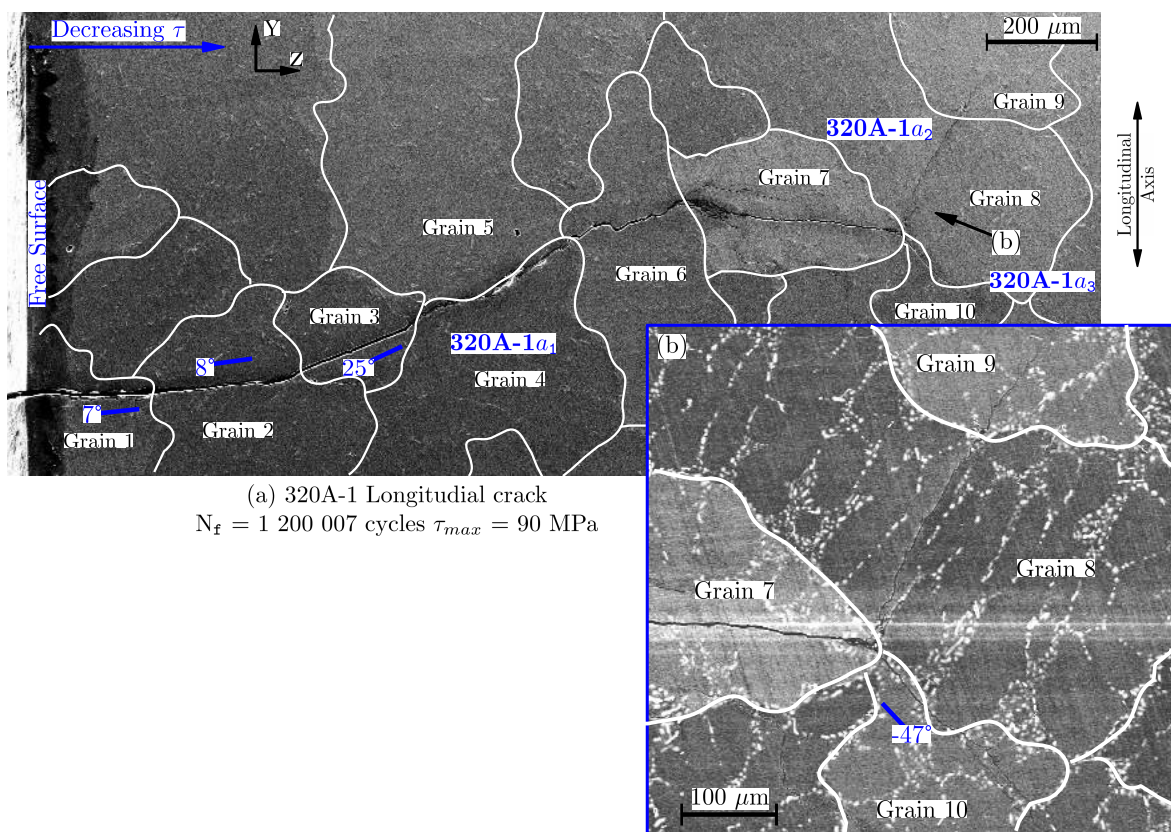 Decreasing τ
Y
Z
200 μm
Grain 9
320A-1a₂
Longitudinal
Axis
Grain 7
Grain 8
Free Surface
Grain 5
(b)
Grain 6
320A-1a₃
Grain 3
Grain 10
320A-1a₁
8°
25°
Grain 4
7°
Grain 1
Grain 2
(a) 320A-1 Longitudial crack
N_f = 1 200 007 cycles τ_max = 90 MPa
(b)
Grain 9
Grain 8
Grain 7
-47°
100 μm
Grain 10